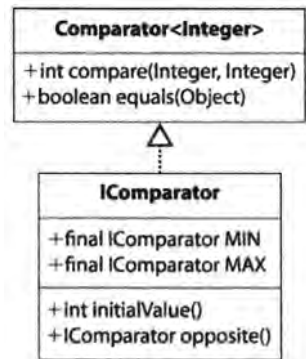 Comparator<Integer>
+int compare(Integer, Integer)
+boolean equals(Object)
IComparator
+final IComparator MIN
+final IComparator MAX
+int initialValue()
+IComparator opposite()